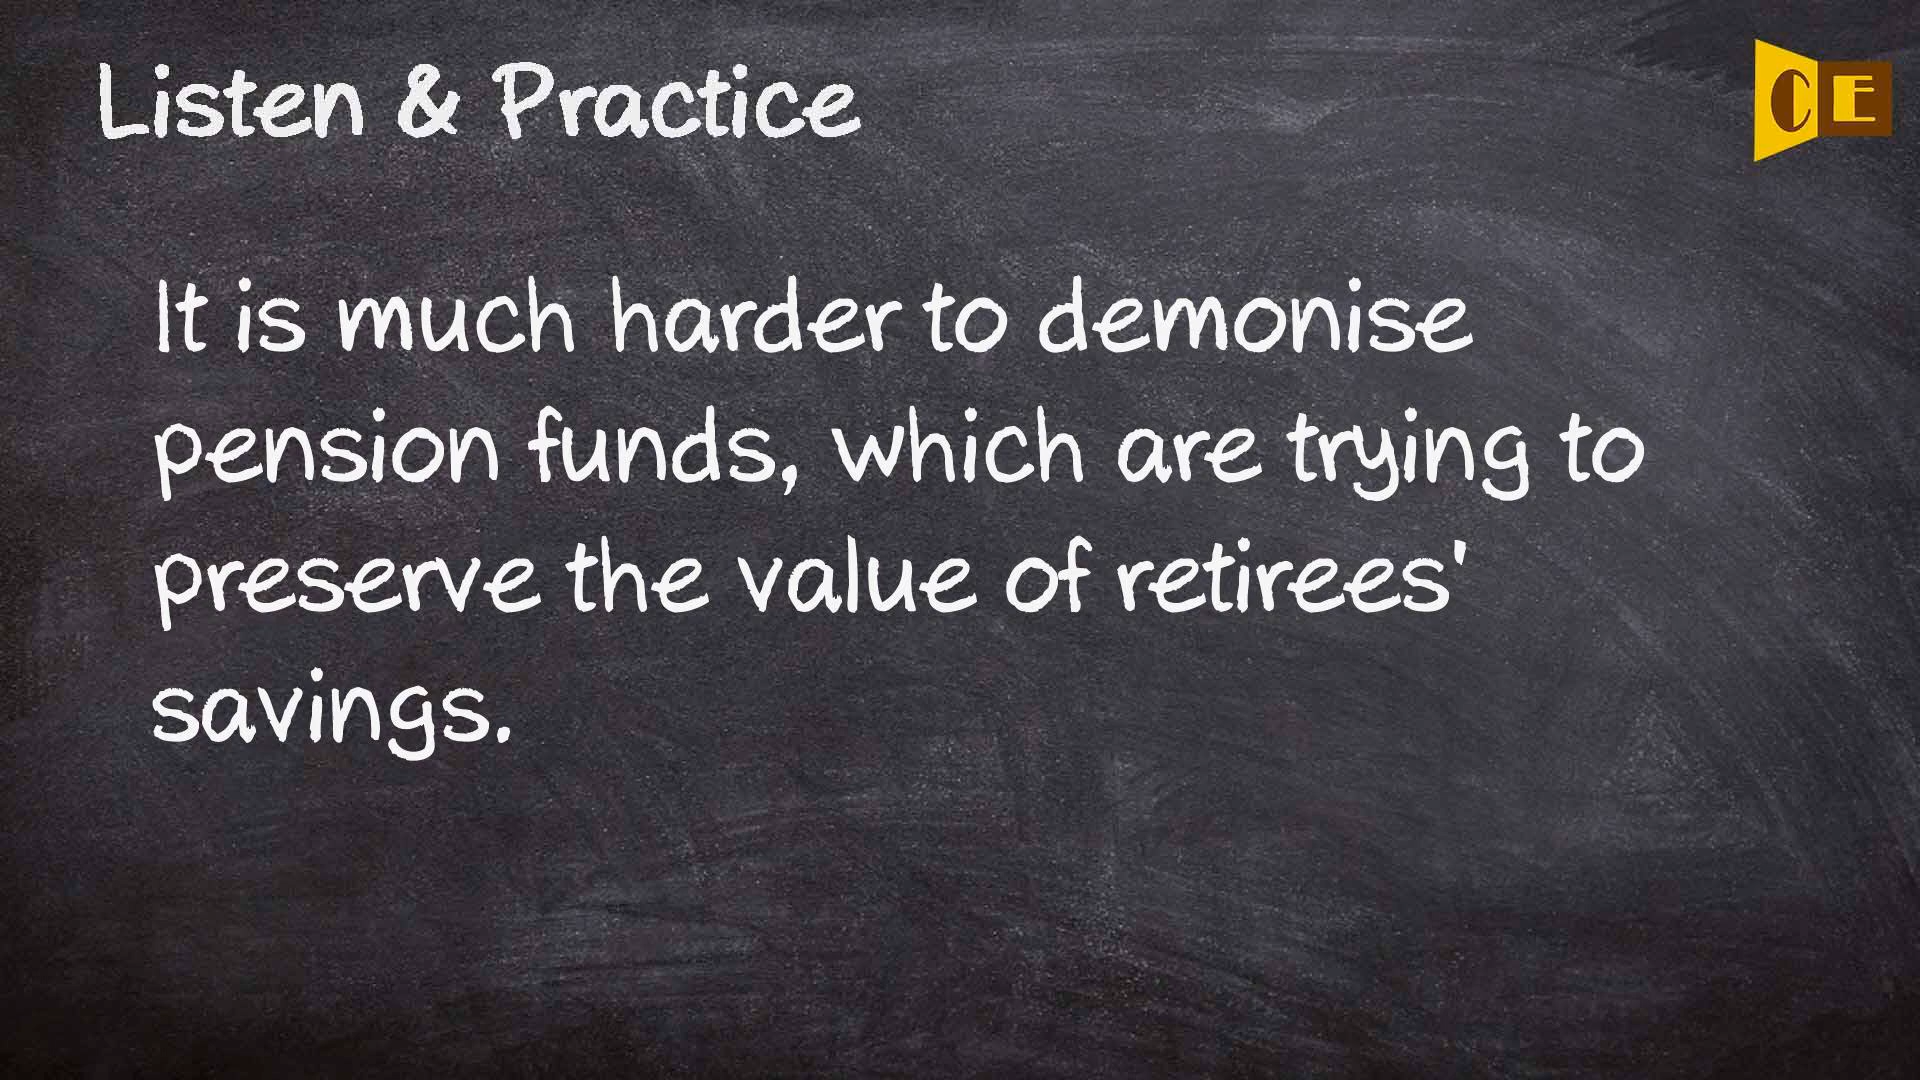 Listen & Practice
CE
It is much harder to demonise
pension funds, which are trying to
preserve the value of retirees'
savings.